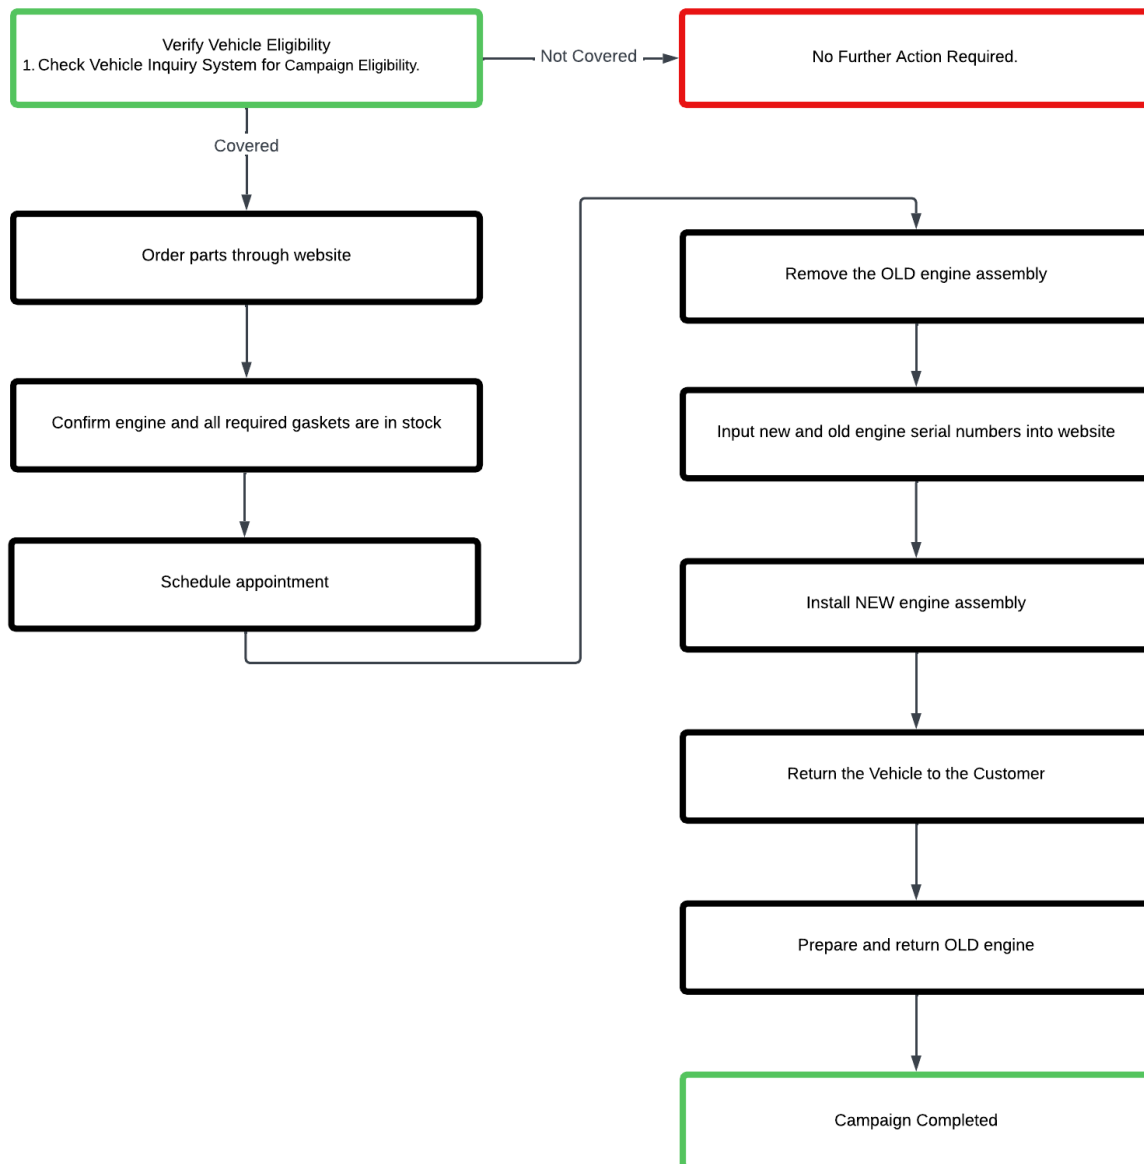 Verify Vehicle Eligibility
1. Check Vehicle Inquiry System for Campaign Eligibility.
Not Covered
No Further Action Required.
Covered
Order parts through website
Confirm engine and all required gaskets are in stock
Schedule appointment
Remove the OLD engine assembly
Input new and old engine serial numbers into website
Install NEW engine assembly
Return the Vehicle to the Customer
Prepare and return OLD engine
Campaign Completed